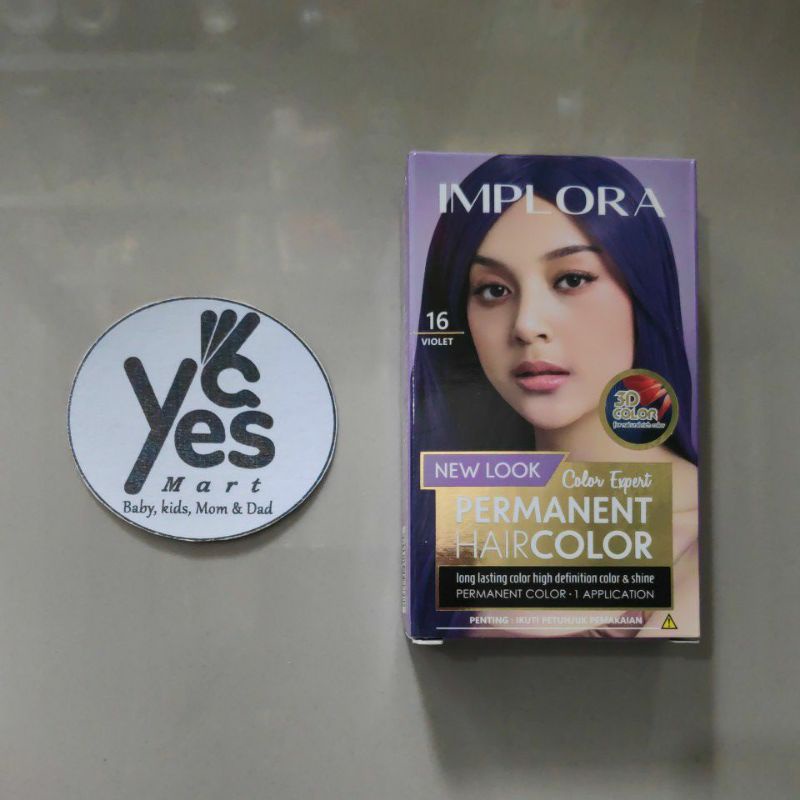 Yes
Mart
Baby, kids, Mom & Dad
IMPLORA
16
VIOLET
3D
COLOR
NEW LOOK
Color Expert
PERMANENT
HAIRCOLOR
long lasting color high definition color & shine
PERMANENT COLOR · 1 APPLICATION
PENTING : IKUTI PETUNJUK PEMAKAIAN